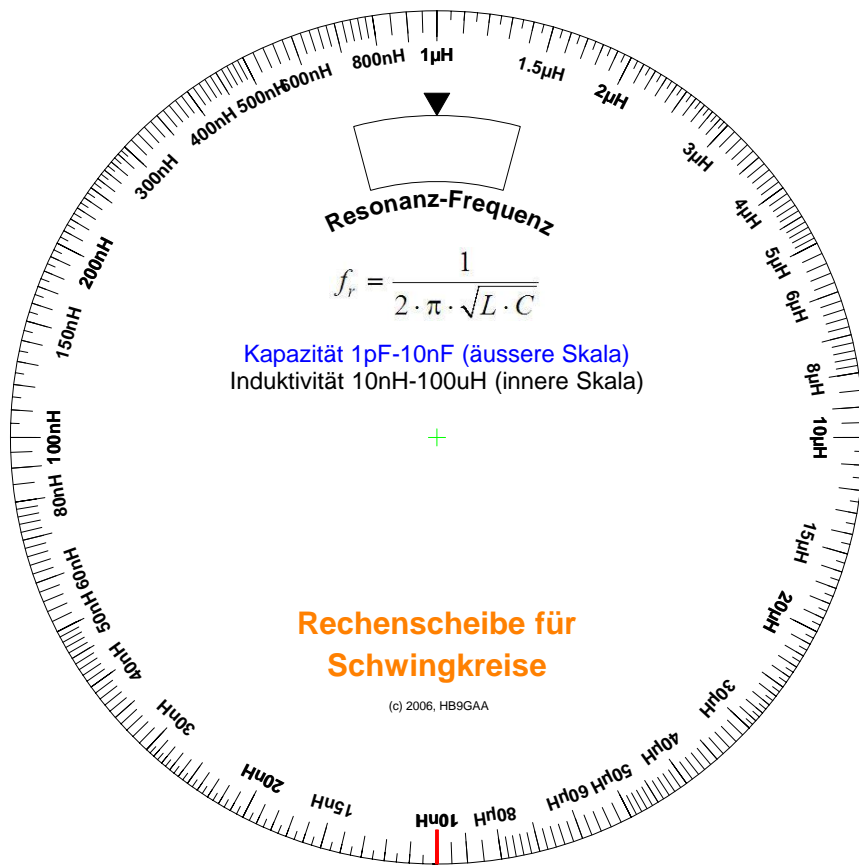 1µH
1.5µH
2µH
3µH
4µH
5µH
6µH
8µH
10µH
15µH
20µH
30µH
40µH
50µH
60µH
80µH
10nH
15nH
20nH
30nH
40nH
50nH
60nH
80nH
100nH
150nH
200nH
300nH
400nH
500nH
600nH
800nH
Resonanz-Frequenz
f_r = 1 / (2 · π · √(L · C))
Kapazität 1pF-10nF (äussere Skala)
Induktivität 10nH-100uH (innere Skala)
Rechenscheibe für
Schwingkreise
(c) 2006, HB9GAA